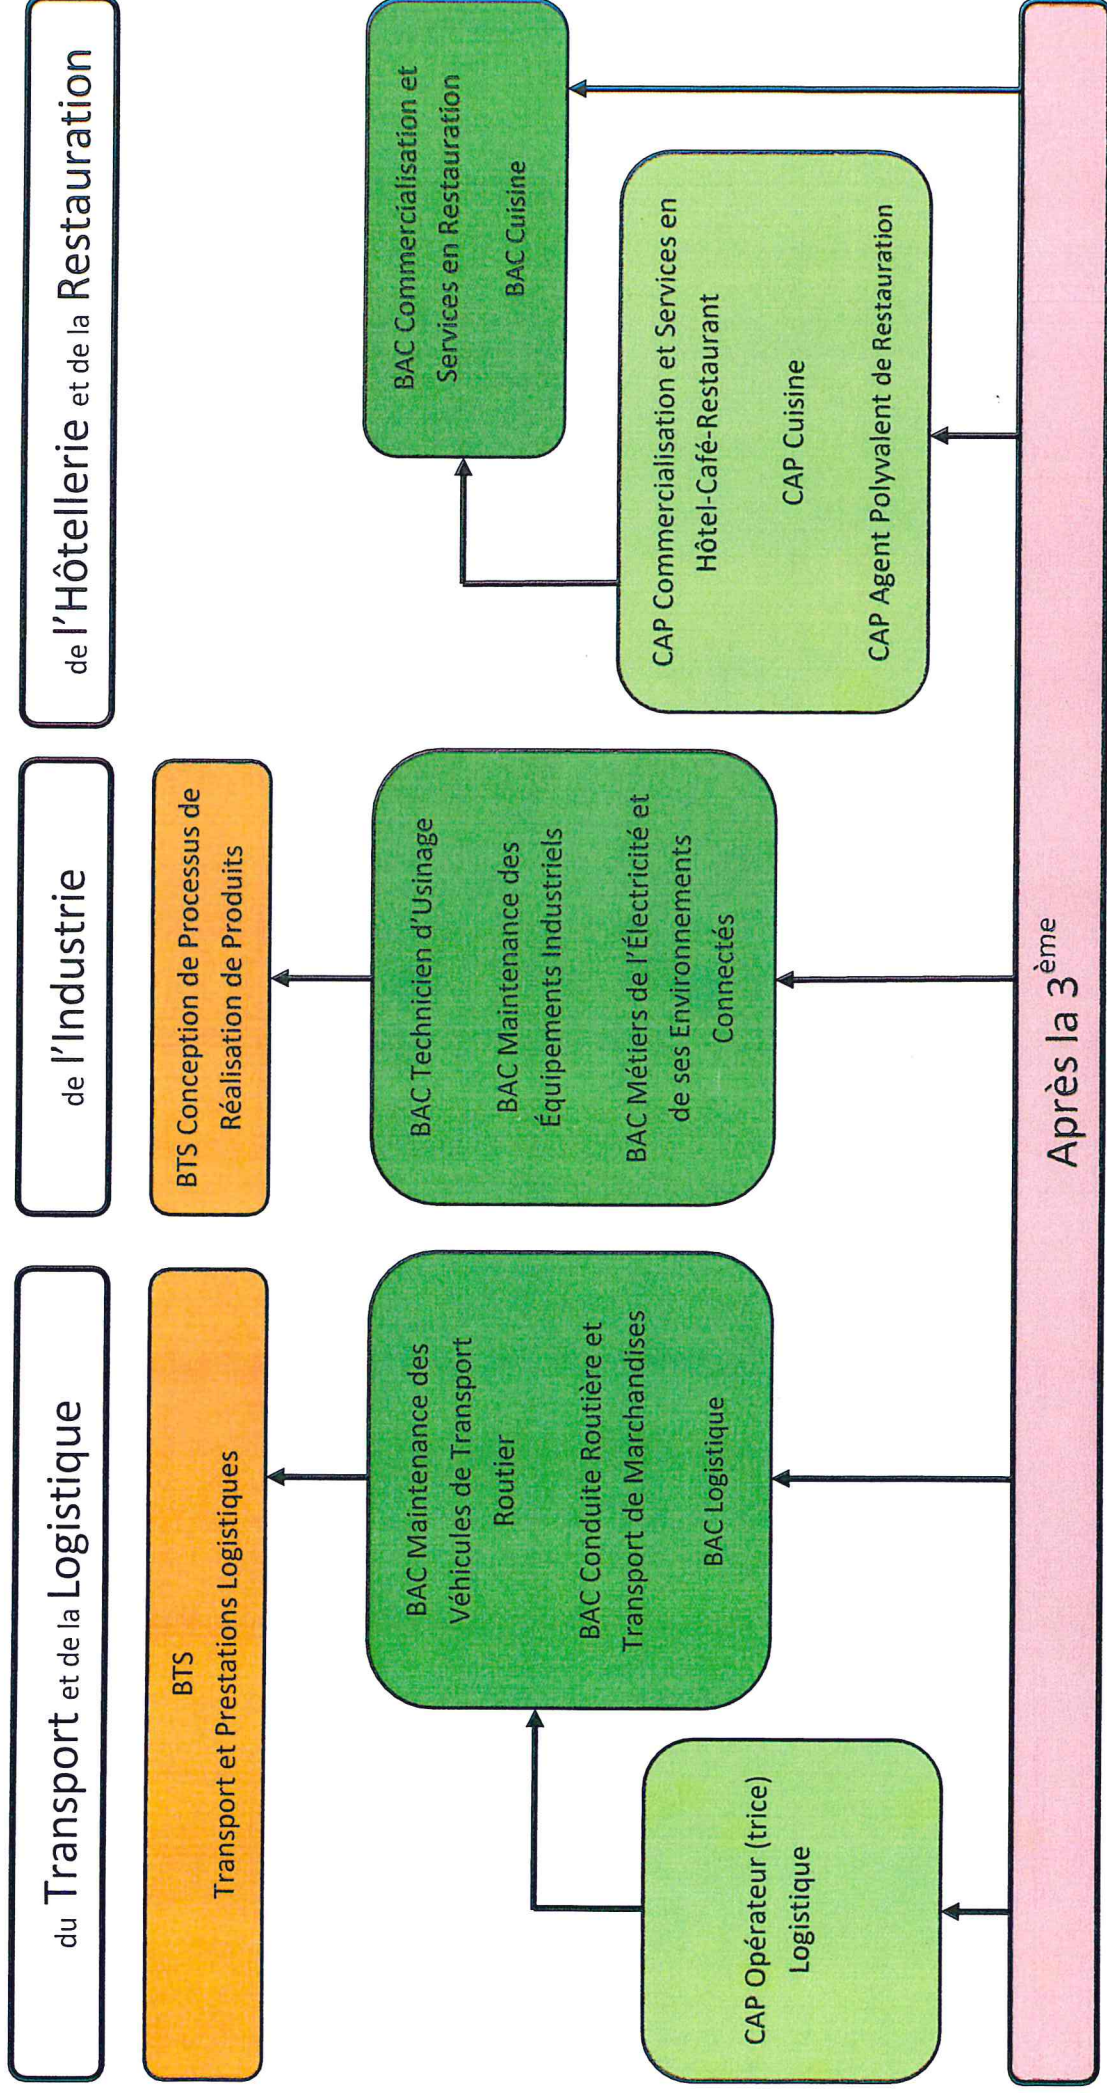 du Transport et de la Logistique
BTS
Transport et Prestations Logistiques
BAC Maintenance des
Véhicules de Transport
Routier
BAC Conduite Routière et
Transport de Marchandises
BAC Logistique
CAP Opérateur (trice)
Logistique
de l'Industrie
BTS Conception de Processus de
Réalisation de Produits
BAC Technicien d'Usinage
BAC Maintenance des
Équipements Industriels
BAC Métiers de l'Électricité et
de ses Environnements
Connectés
de l'Hôtellerie et de la Restauration
BAC Commercialisation et
Services en Restauration
BAC Cuisine
CAP Commercialisation et Services en
Hôtel-Café-Restaurant
CAP Cuisine
CAP Agent Polyvalent de Restauration
Après la 3ème